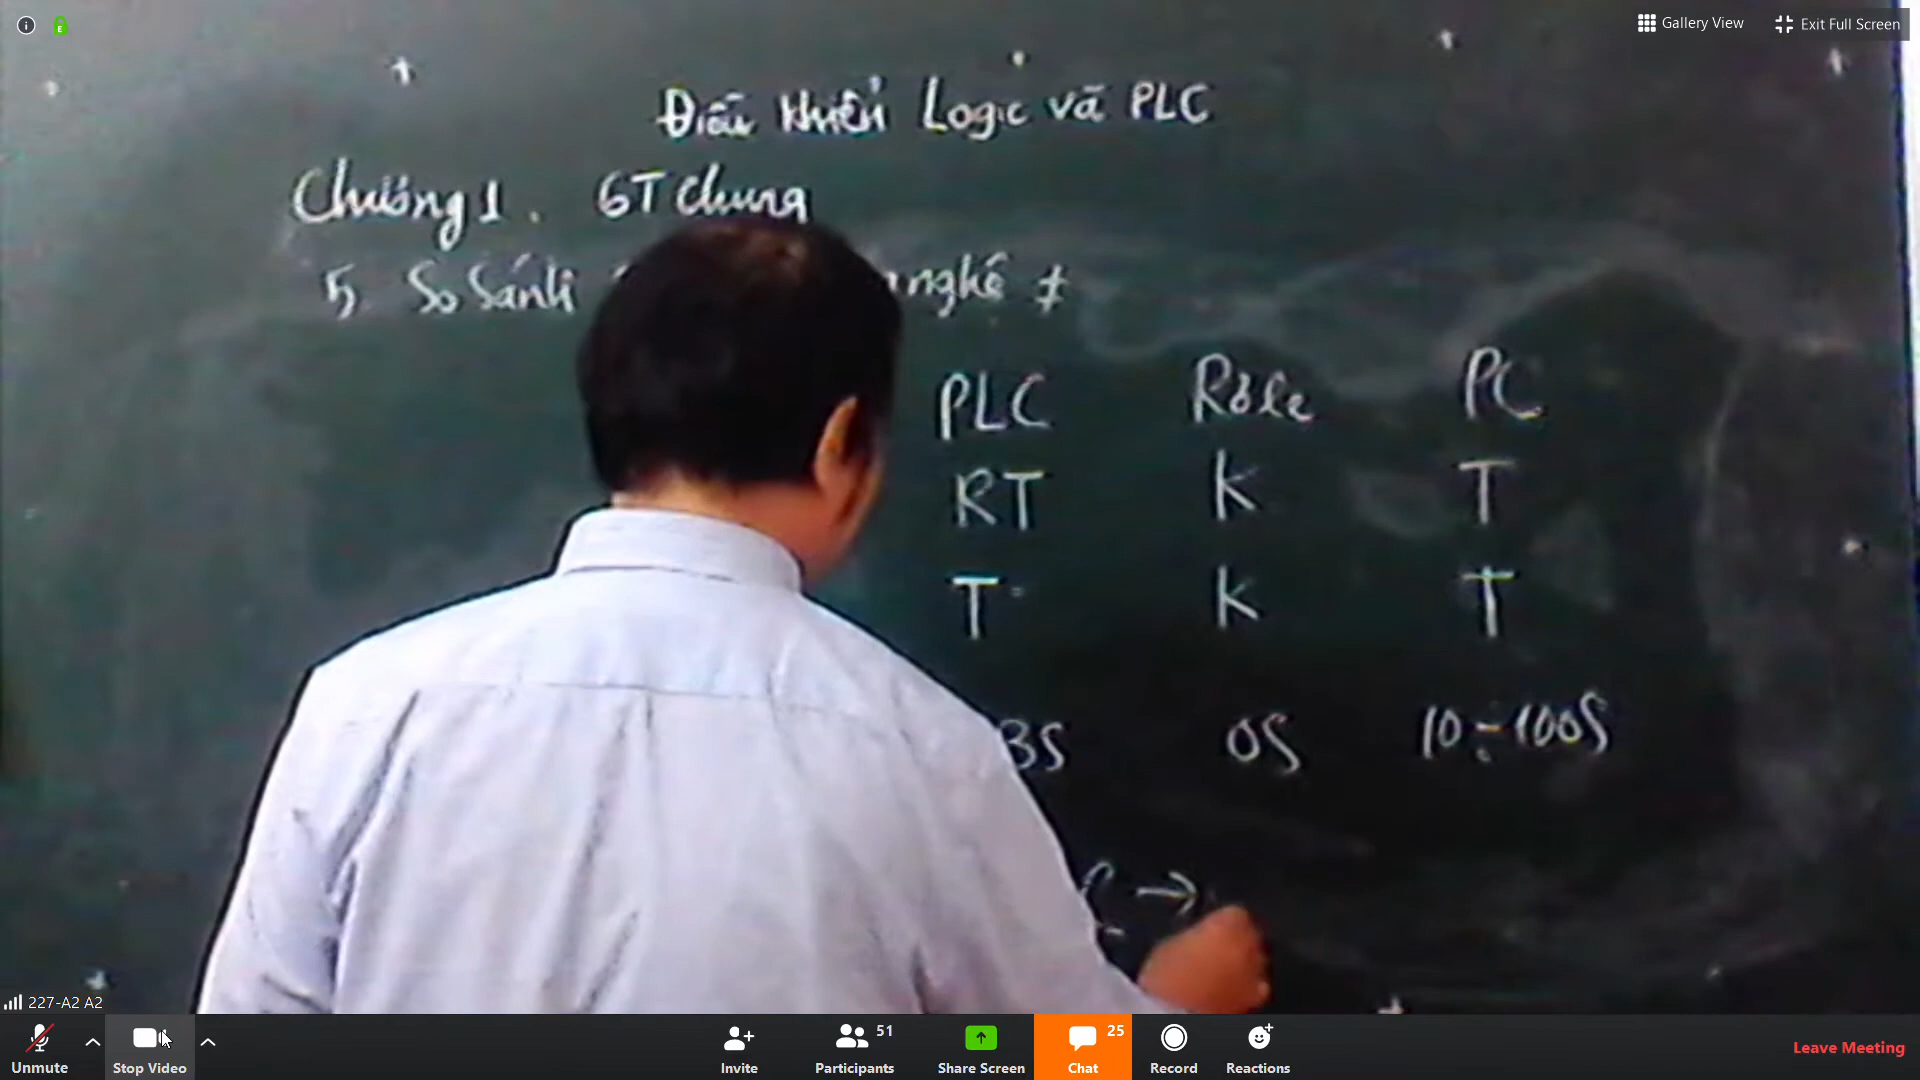 Gallery View
Exit Full Screen
Điều khiển Logic và PLC
Chương 1. GT chung
5. So Sánh nghệ ≠
PLC Rơle PC
RT K T
T K T
3S 0S 10÷100S
→
227-A2 A2
Unmute
Stop Video
Invite
Participants 51
Share Screen
Chat 25
Record
Reactions
Leave Meeting